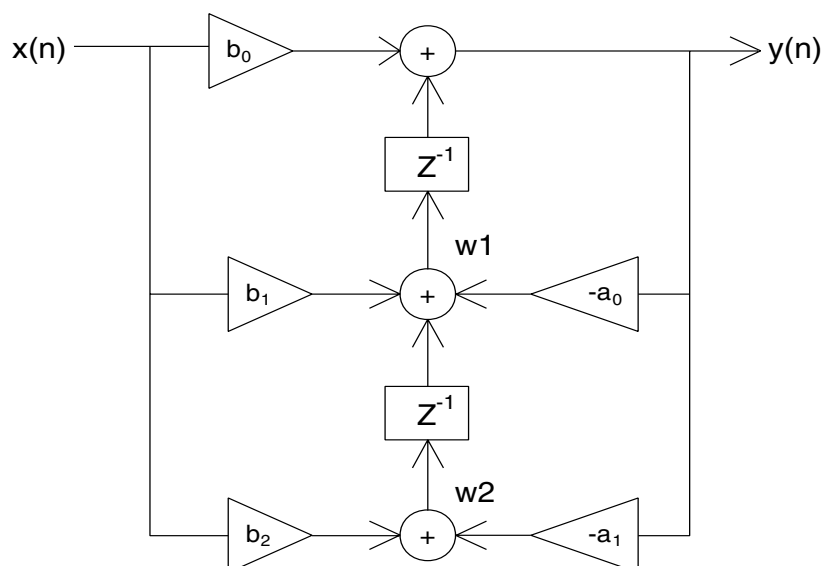 x(n) b₀ + y(n)
Z⁻¹
w1
b₁ + -a₀
Z⁻¹
w2
b₂ + -a₁